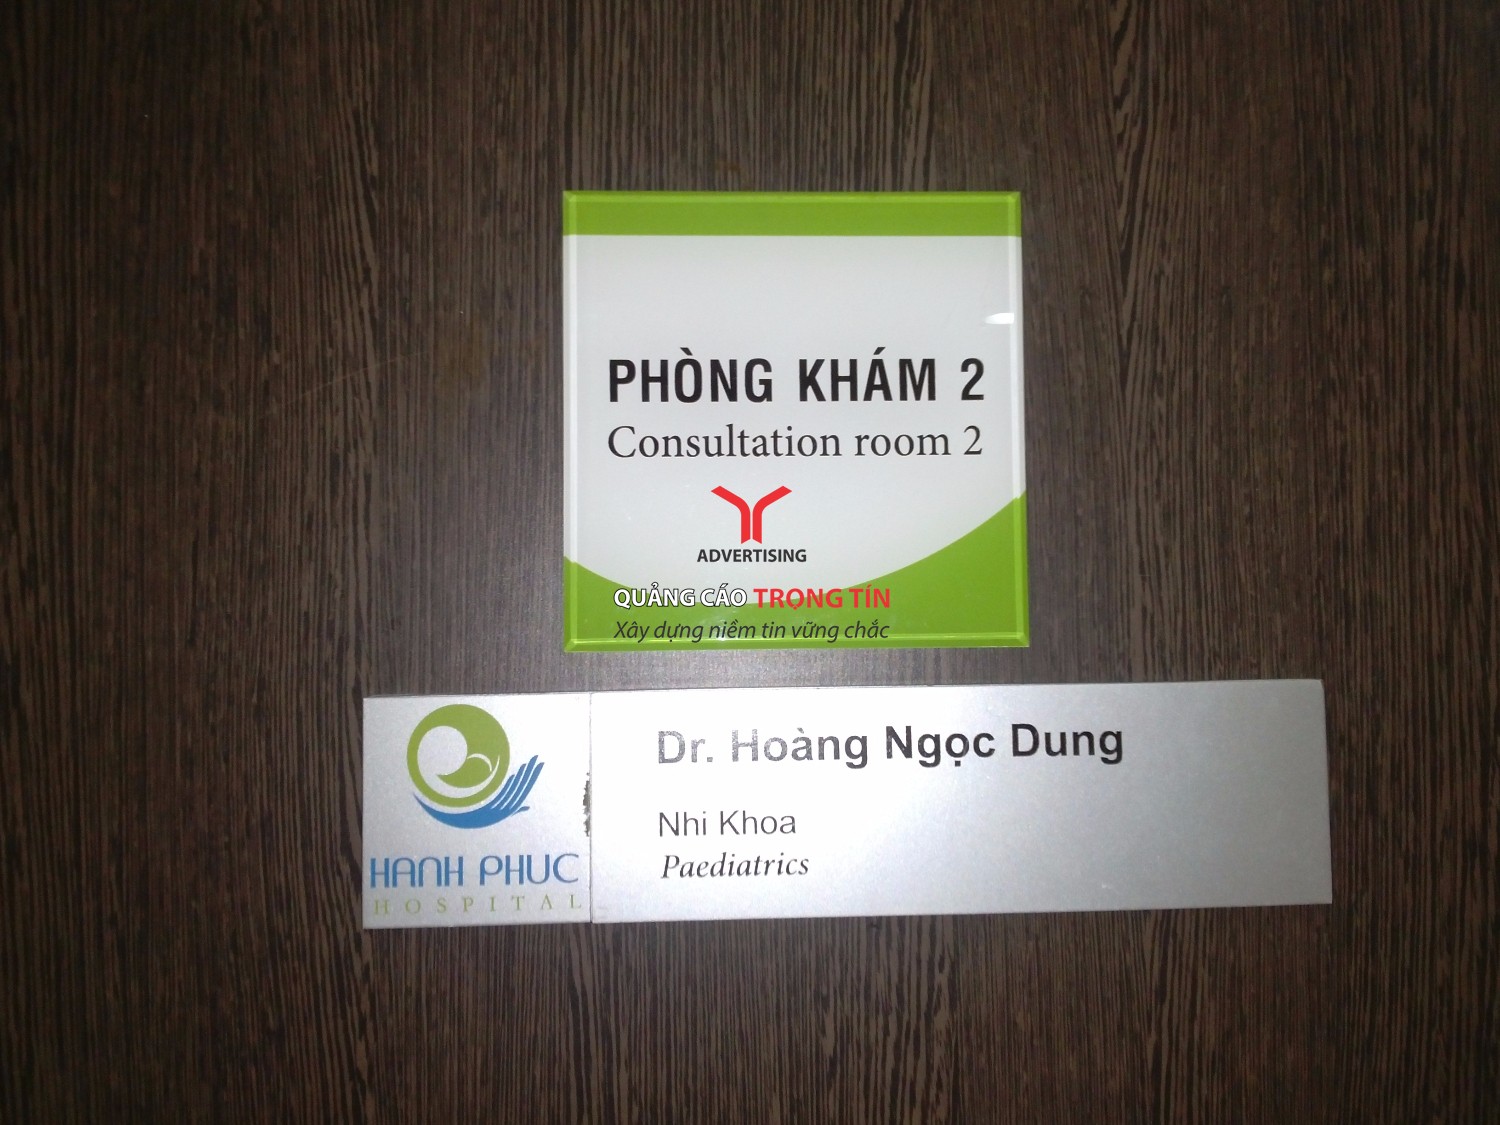 PHÒNG KHÁM 2
Consultation room 2
ADVERTISING
QUẢNG CÁO TRỌNG TÍN
Xây dựng niềm tin vững chắc
Dr. Hoàng Ngọc Dung
Nhi Khoa
Paediatrics
HANH PHUC
HOSPITAL